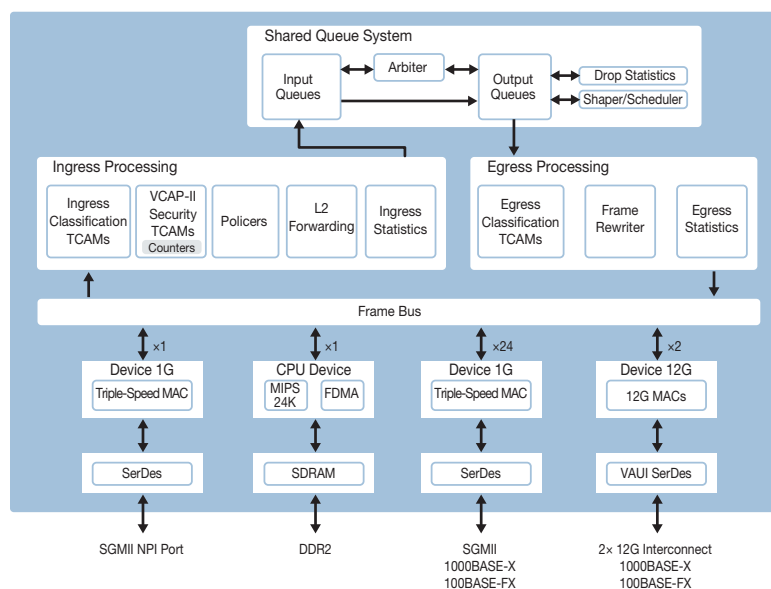 Shared Queue System
Input
Queues
Arbiter
Output
Queues
Drop Statistics
Shaper/Scheduler
Ingress Processing
Ingress
Classification
TCAMs
VCAP-II
Security
TCAMs
Counters
Policers
L2
Forwarding
Ingress
Statistics
Egress Processing
Egress
Classification
TCAMs
Frame
Rewriter
Egress
Statistics
Frame Bus
×1
×1
×24
×2
Device 1G
Triple-Speed MAC
CPU Device
MIPS
24K
FDMA
Device 1G
Triple-Speed MAC
Device 12G
12G MACs
SerDes
SDRAM
SerDes
VAUI SerDes
SGMII NPI Port
DDR2
SGMII
1000BASE-X
100BASE-FX
2× 12G Interconnect
1000BASE-X
100BASE-FX